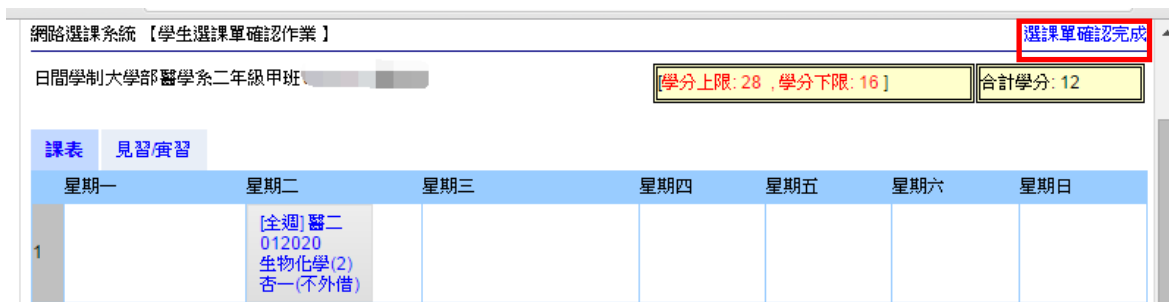 網路選課系統 【學生選課單確認作業】 選課單確認完成
日間學制大學部醫學系二年級甲班 [學分上限: 28 , 學分下限: 16 ] 合計學分: 12
課表 見習/實習
星期一 星期二 星期三 星期四 星期五 星期六 星期日
1
[全週] 醫二
012020
生物化學(2)
杏一(不外借)